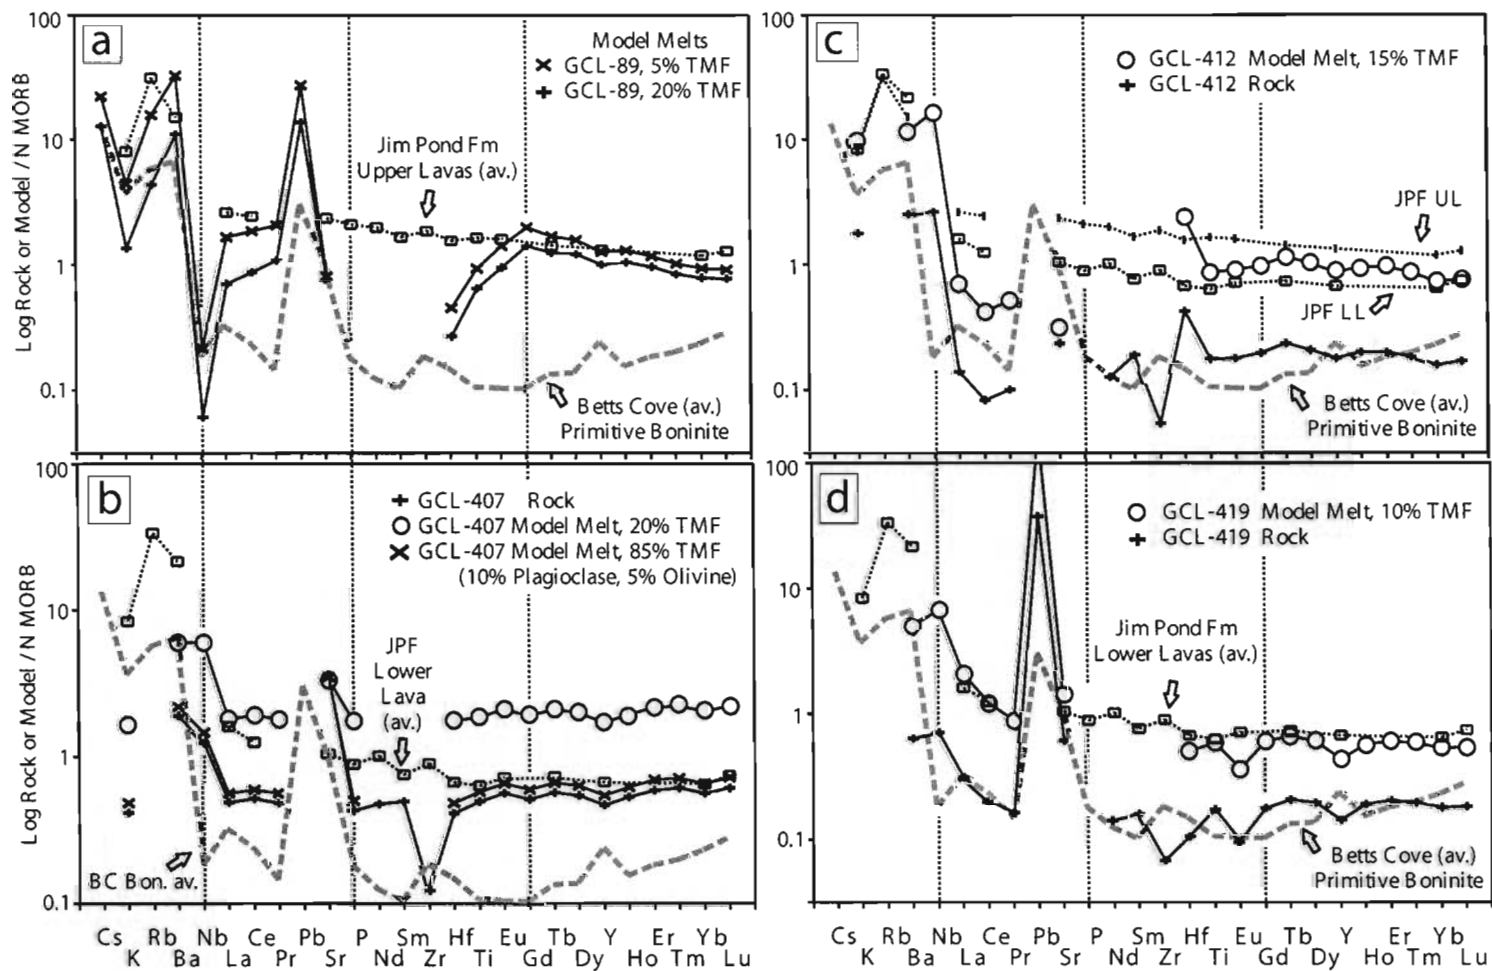 Log Rock or Model / N MORB
100
10
1
0.1
a
Model Melts
GCL-89, 5% TMF
GCL-89, 20% TMF
Jim Pond Fm
Upper Lavas (av.)
Betts Cove (av.)
Primitive Boninite
100
10
1
0.1
c
GCL-412 Model Melt, 15% TMF
GCL-412 Rock
JPF UL
JPF LL
Betts Cove (av.)
Primitive Boninite
Log Rock or Model / N MORB
100
10
1
0.1
b
GCL-407 Rock
GCL-407 Model Melt, 20% TMF
GCL-407 Model Melt, 85% TMF
(10% Plagioclase, 5% Olivine)
JPF
Lower
Lava
(av.)
BC Bon. av.
100
10
1
0.1
d
GCL-419 Model Melt, 10% TMF
GCL-419 Rock
Jim Pond Fm
Lower Lavas (av.)
Betts Cove (av.)
Primitive Boninite
Cs Rb Nb Ce Pb P Sm Hf Eu Tb Y Er Yb
K Ba La Pr Sr Nd Zr Ti Gd Dy Ho Tm Lu
Cs Rb Nb Ce Pb P Sm Hf Eu Tb Y Er Yb
K Ba La Pr Sr Nd Zr Ti Gd Dy Ho Tm Lu